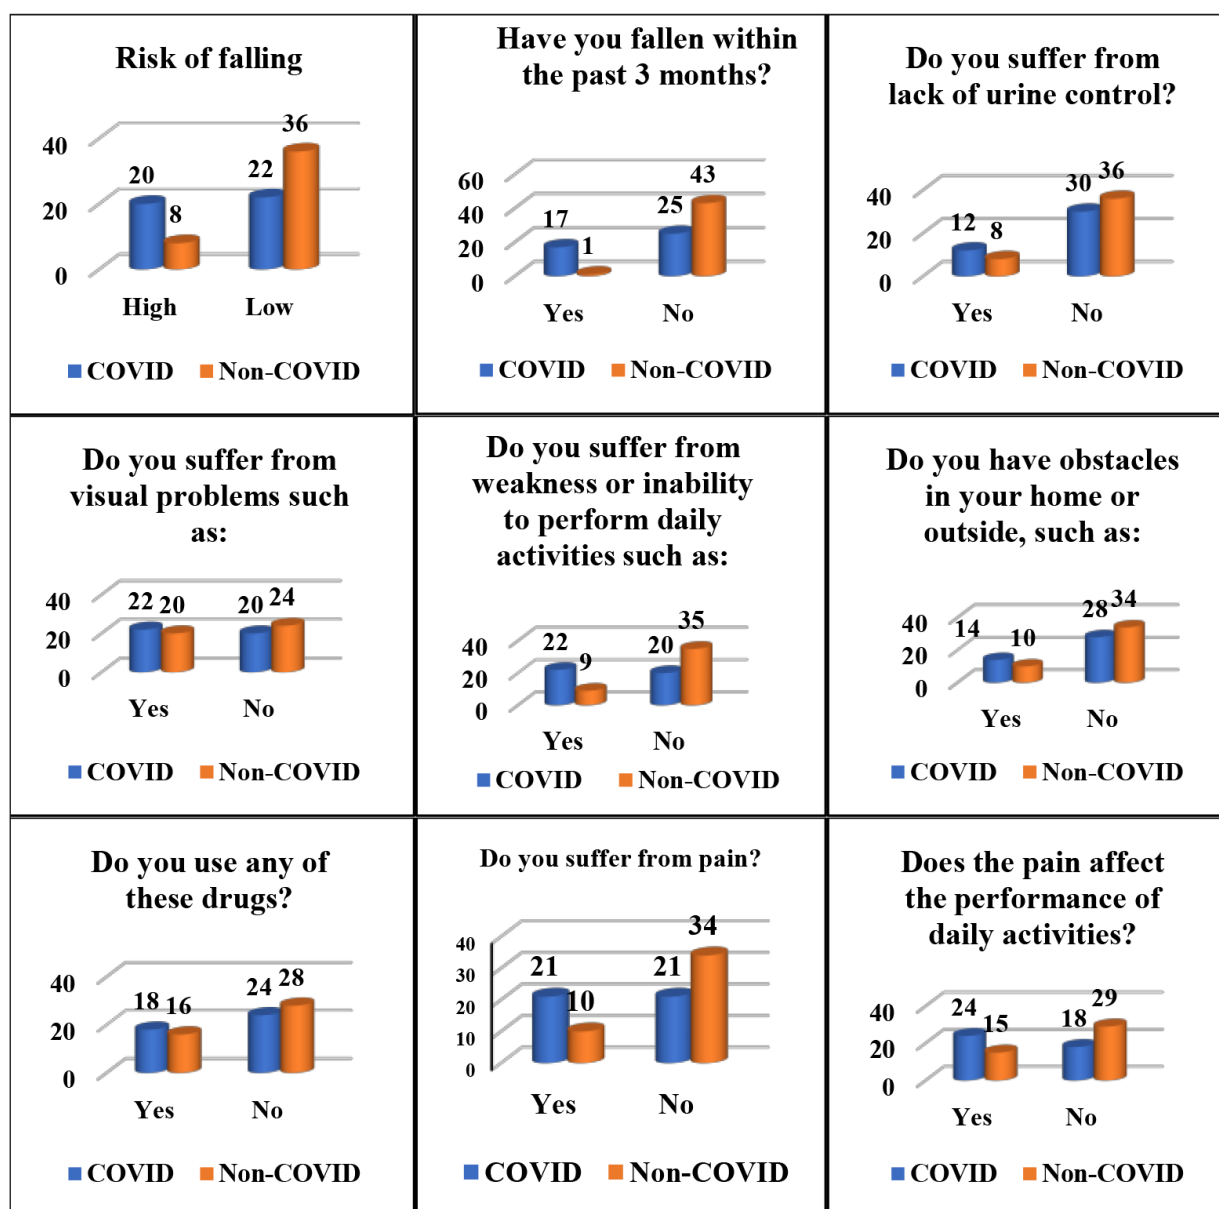 Risk of falling
40
20
0
20
8
22
36
High
Low
COVID
Non-COVID
Have you fallen within
the past 3 months?
60
40
20
0
17
1
25
43
Yes
No
COVID
Non-COVID
Do you suffer from
lack of urine control?
40
20
0
12
8
30
36
Yes
No
COVID
Non-COVID
Do you suffer from
visual problems such
as:
40
20
0
22
20
20
24
Yes
No
COVID
Non-COVID
Do you suffer from
weakness or inability
to perform daily
activities such as:
40
20
0
22
9
20
35
Yes
No
COVID
Non-COVID
Do you have obstacles
in your home or
outside, such as:
40
20
0
14
10
28
34
Yes
No
COVID
Non-COVID
Do you use any of
these drugs?
40
20
0
18
16
24
28
Yes
No
COVID
Non-COVID
Do you suffer from pain?
40
30
20
10
0
21
10
21
34
Yes
No
COVID
Non-COVID
Does the pain affect
the performance of
daily activities?
40
20
0
24
15
18
29
Yes
No
COVID
Non-COVID